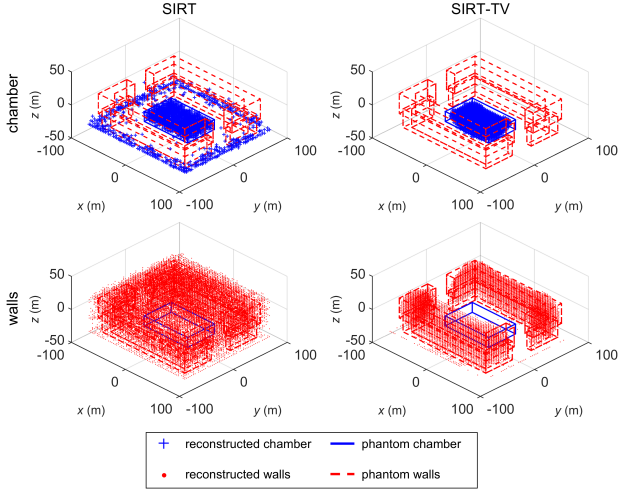 SIRT
SIRT-TV
chamber
z (m)
50
0
-50
-100
0
100
x (m)
-100
0
100
y (m)
z (m)
50
0
-50
-100
0
100
x (m)
-100
0
100
y (m)
walls
z (m)
50
0
-50
-100
0
100
x (m)
-100
0
100
y (m)
z (m)
50
0
-50
-100
0
100
x (m)
-100
0
100
y (m)
reconstructed chamber
phantom chamber
reconstructed walls
phantom walls